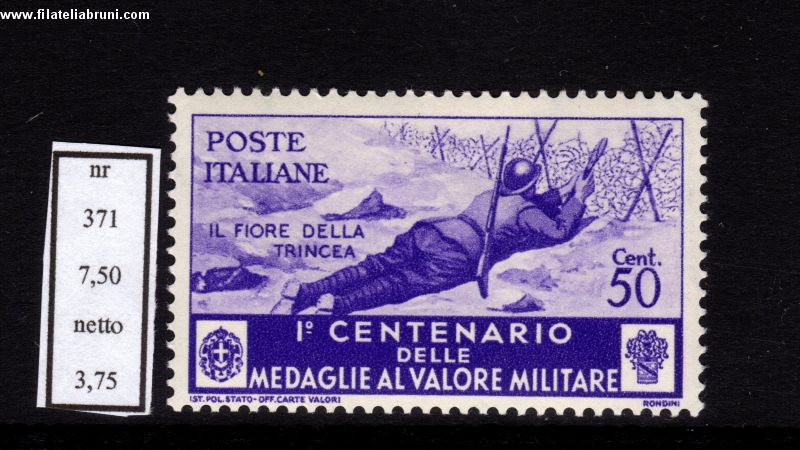 www.filateliabruni.com
nr
371
7,50
netto
3,75
POSTE
ITALIANE
IL FIORE DELLA
TRINCEA
Cent.
50
I° CENTENARIO
DELLE
MEDAGLIE AL VALORE MILITARE
IST. POL. STATO-OFF. CARTE VALORI
RONDINI